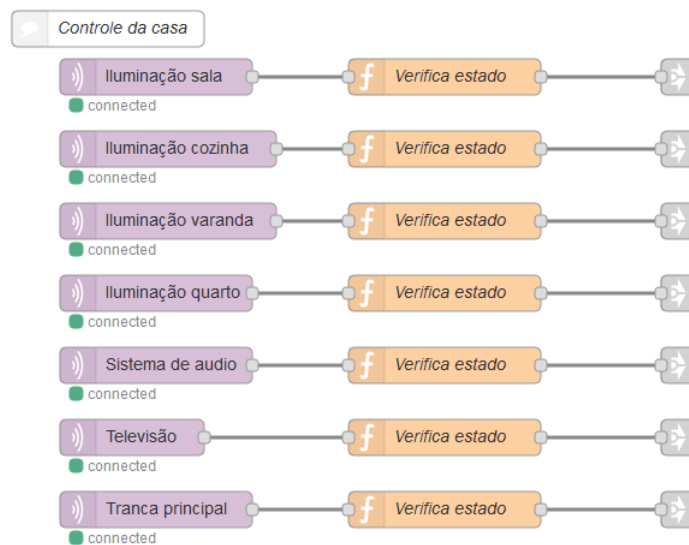 Controle da casa
Iluminação sala
Verifica estado
connected
Iluminação cozinha
Verifica estado
connected
Iluminação varanda
Verifica estado
connected
Iluminação quarto
Verifica estado
connected
Sistema de audio
Verifica estado
connected
Televisão
Verifica estado
connected
Tranca principal
Verifica estado
connected